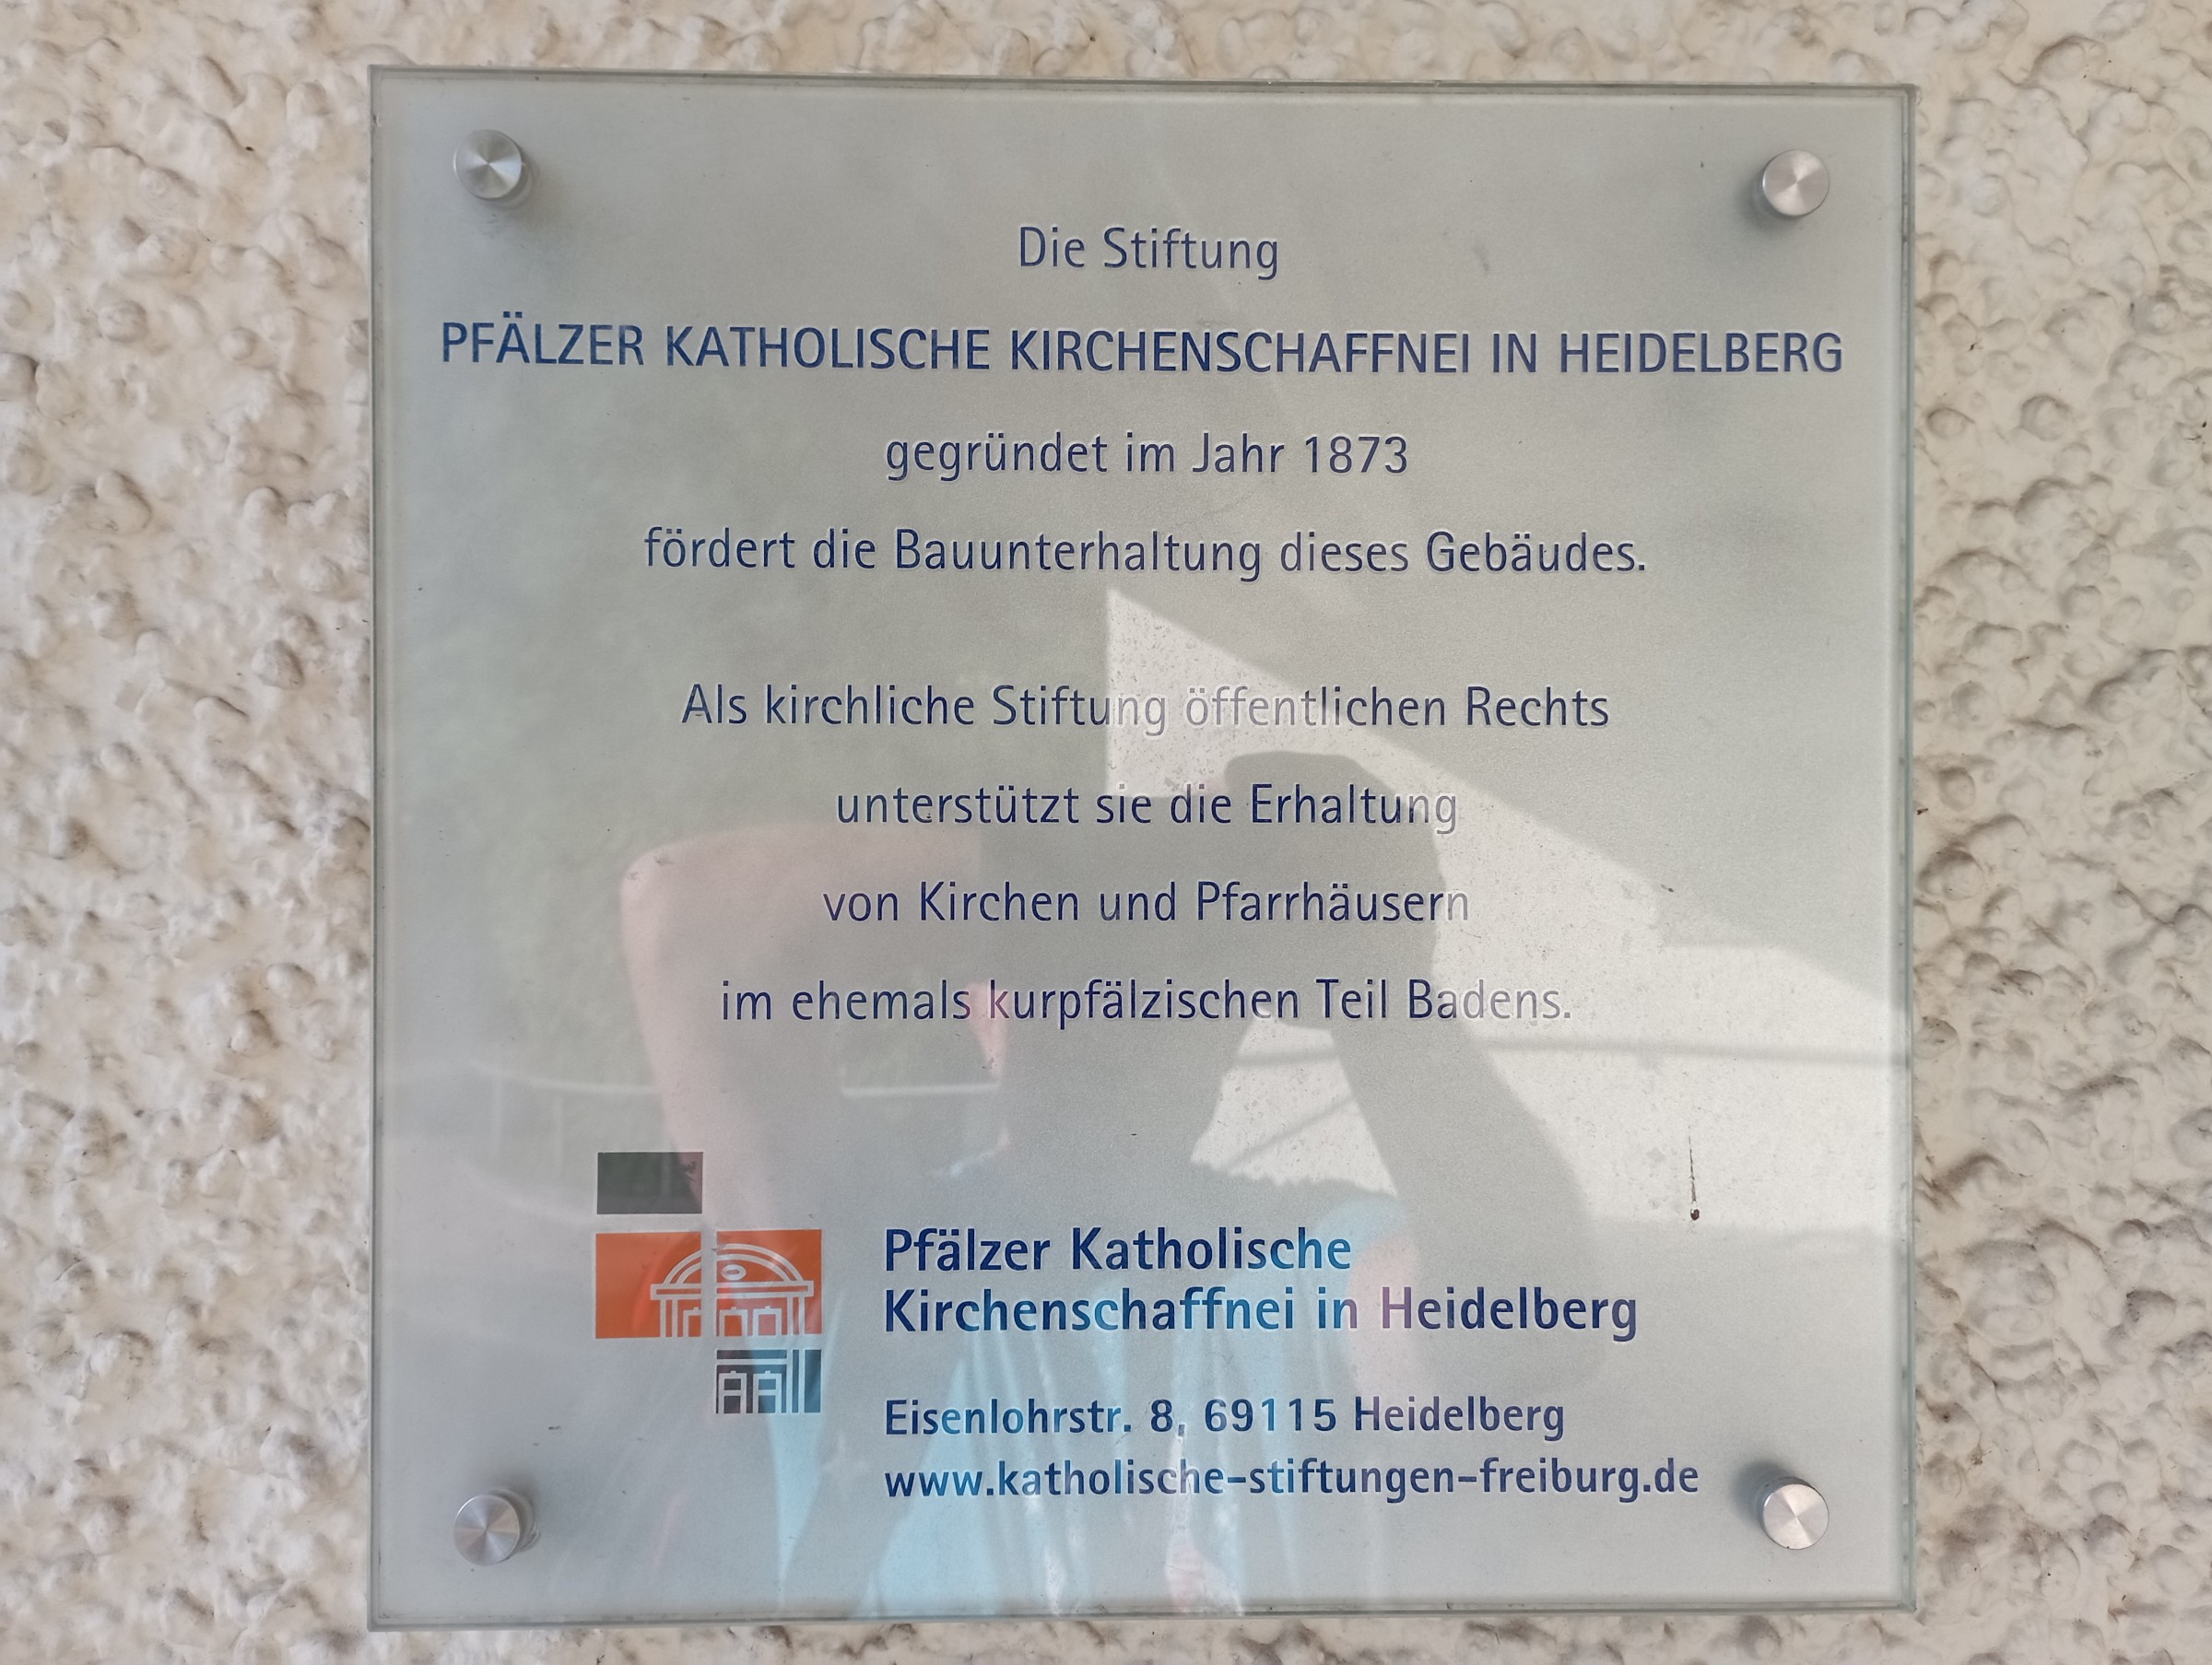 Die Stiftung
PFÄLZER KATHOLISCHE KIRCHENSCHAFFNEI IN HEIDELBERG
gegründet im Jahr 1873
fördert die Bauunterhaltung dieses Gebäudes.
Als kirchliche Stiftung öffentlichen Rechts
unterstützt sie die Erhaltung
von Kirchen und Pfarrhäusern
im ehemals kurpfälzischen Teil Badens.
Pfälzer Katholische
Kirchenschaffnei in Heidelberg
Eisenlohrstr. 8, 69115 Heidelberg
www.katholische-stiftungen-freiburg.de